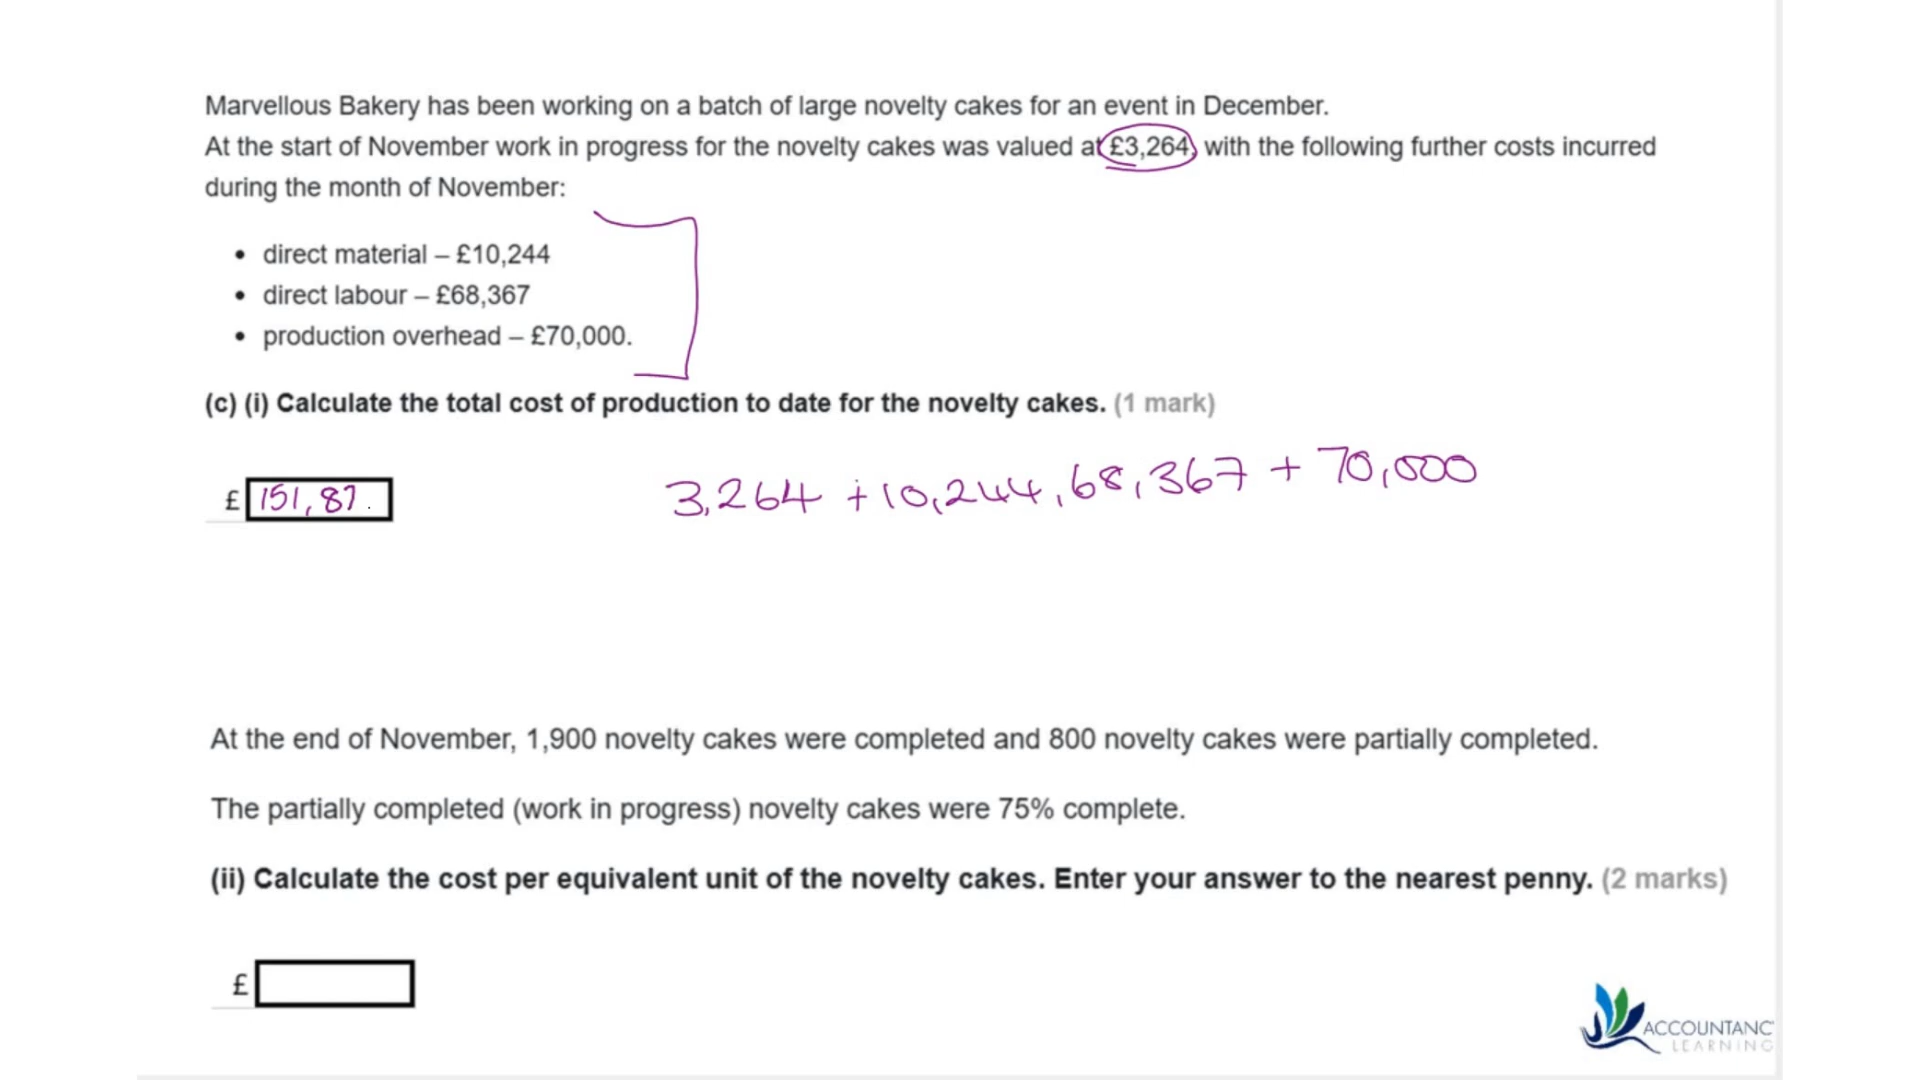 Marvellous Bakery has been working on a batch of large novelty cakes for an event in December.
At the start of November work in progress for the novelty cakes was valued at £3,264, with the following further costs incurred
during the month of November:
• direct material – £10,244
• direct labour – £68,367
• production overhead – £70,000.
(c) (i) Calculate the total cost of production to date for the novelty cakes. (1 mark)
3,264 + 10,244, 68,367 + 70,000
£ 151,87
At the end of November, 1,900 novelty cakes were completed and 800 novelty cakes were partially completed.
The partially completed (work in progress) novelty cakes were 75% complete.
(ii) Calculate the cost per equivalent unit of the novelty cakes. Enter your answer to the nearest penny. (2 marks)
£
ACCOUNTANC
LEARNING